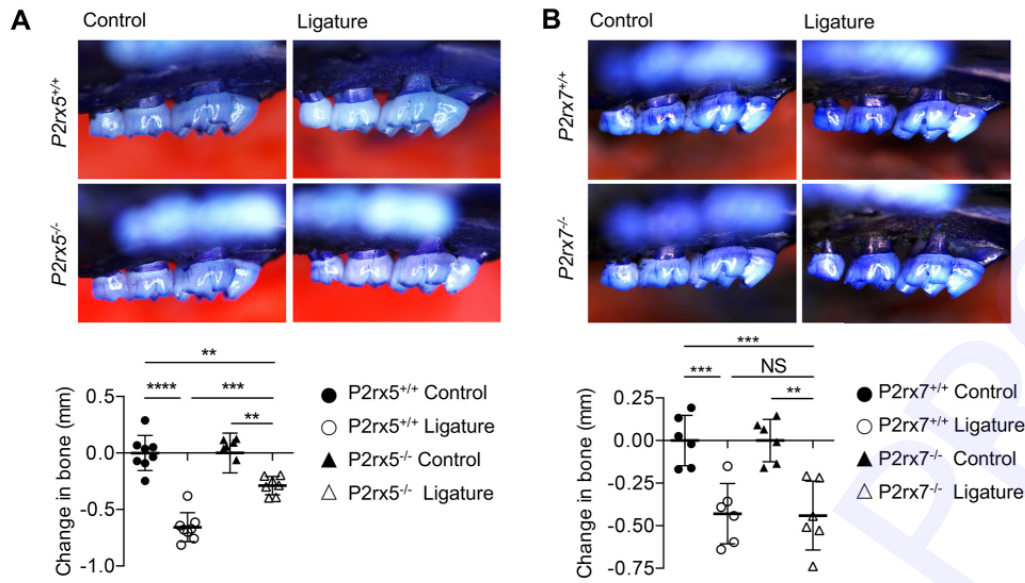 A
Control
Ligature
P2rx5+/+
P2rx5-/-
**
****
***
**
Change in bone (mm)
0.5
0.0
-0.5
-1.0
● P2rx5+/+ Control
○ P2rx5+/+ Ligature
▲ P2rx5-/- Control
△ P2rx5-/- Ligature
B
Control
Ligature
P2rx7+/+
P2rx7-/-
***
***
NS
**
Change in bone (mm)
0.25
0.00
-0.25
-0.50
-0.75
● P2rx7+/+ Control
○ P2rx7+/+ Ligature
▲ P2rx7-/- Control
△ P2rx7-/- Ligature